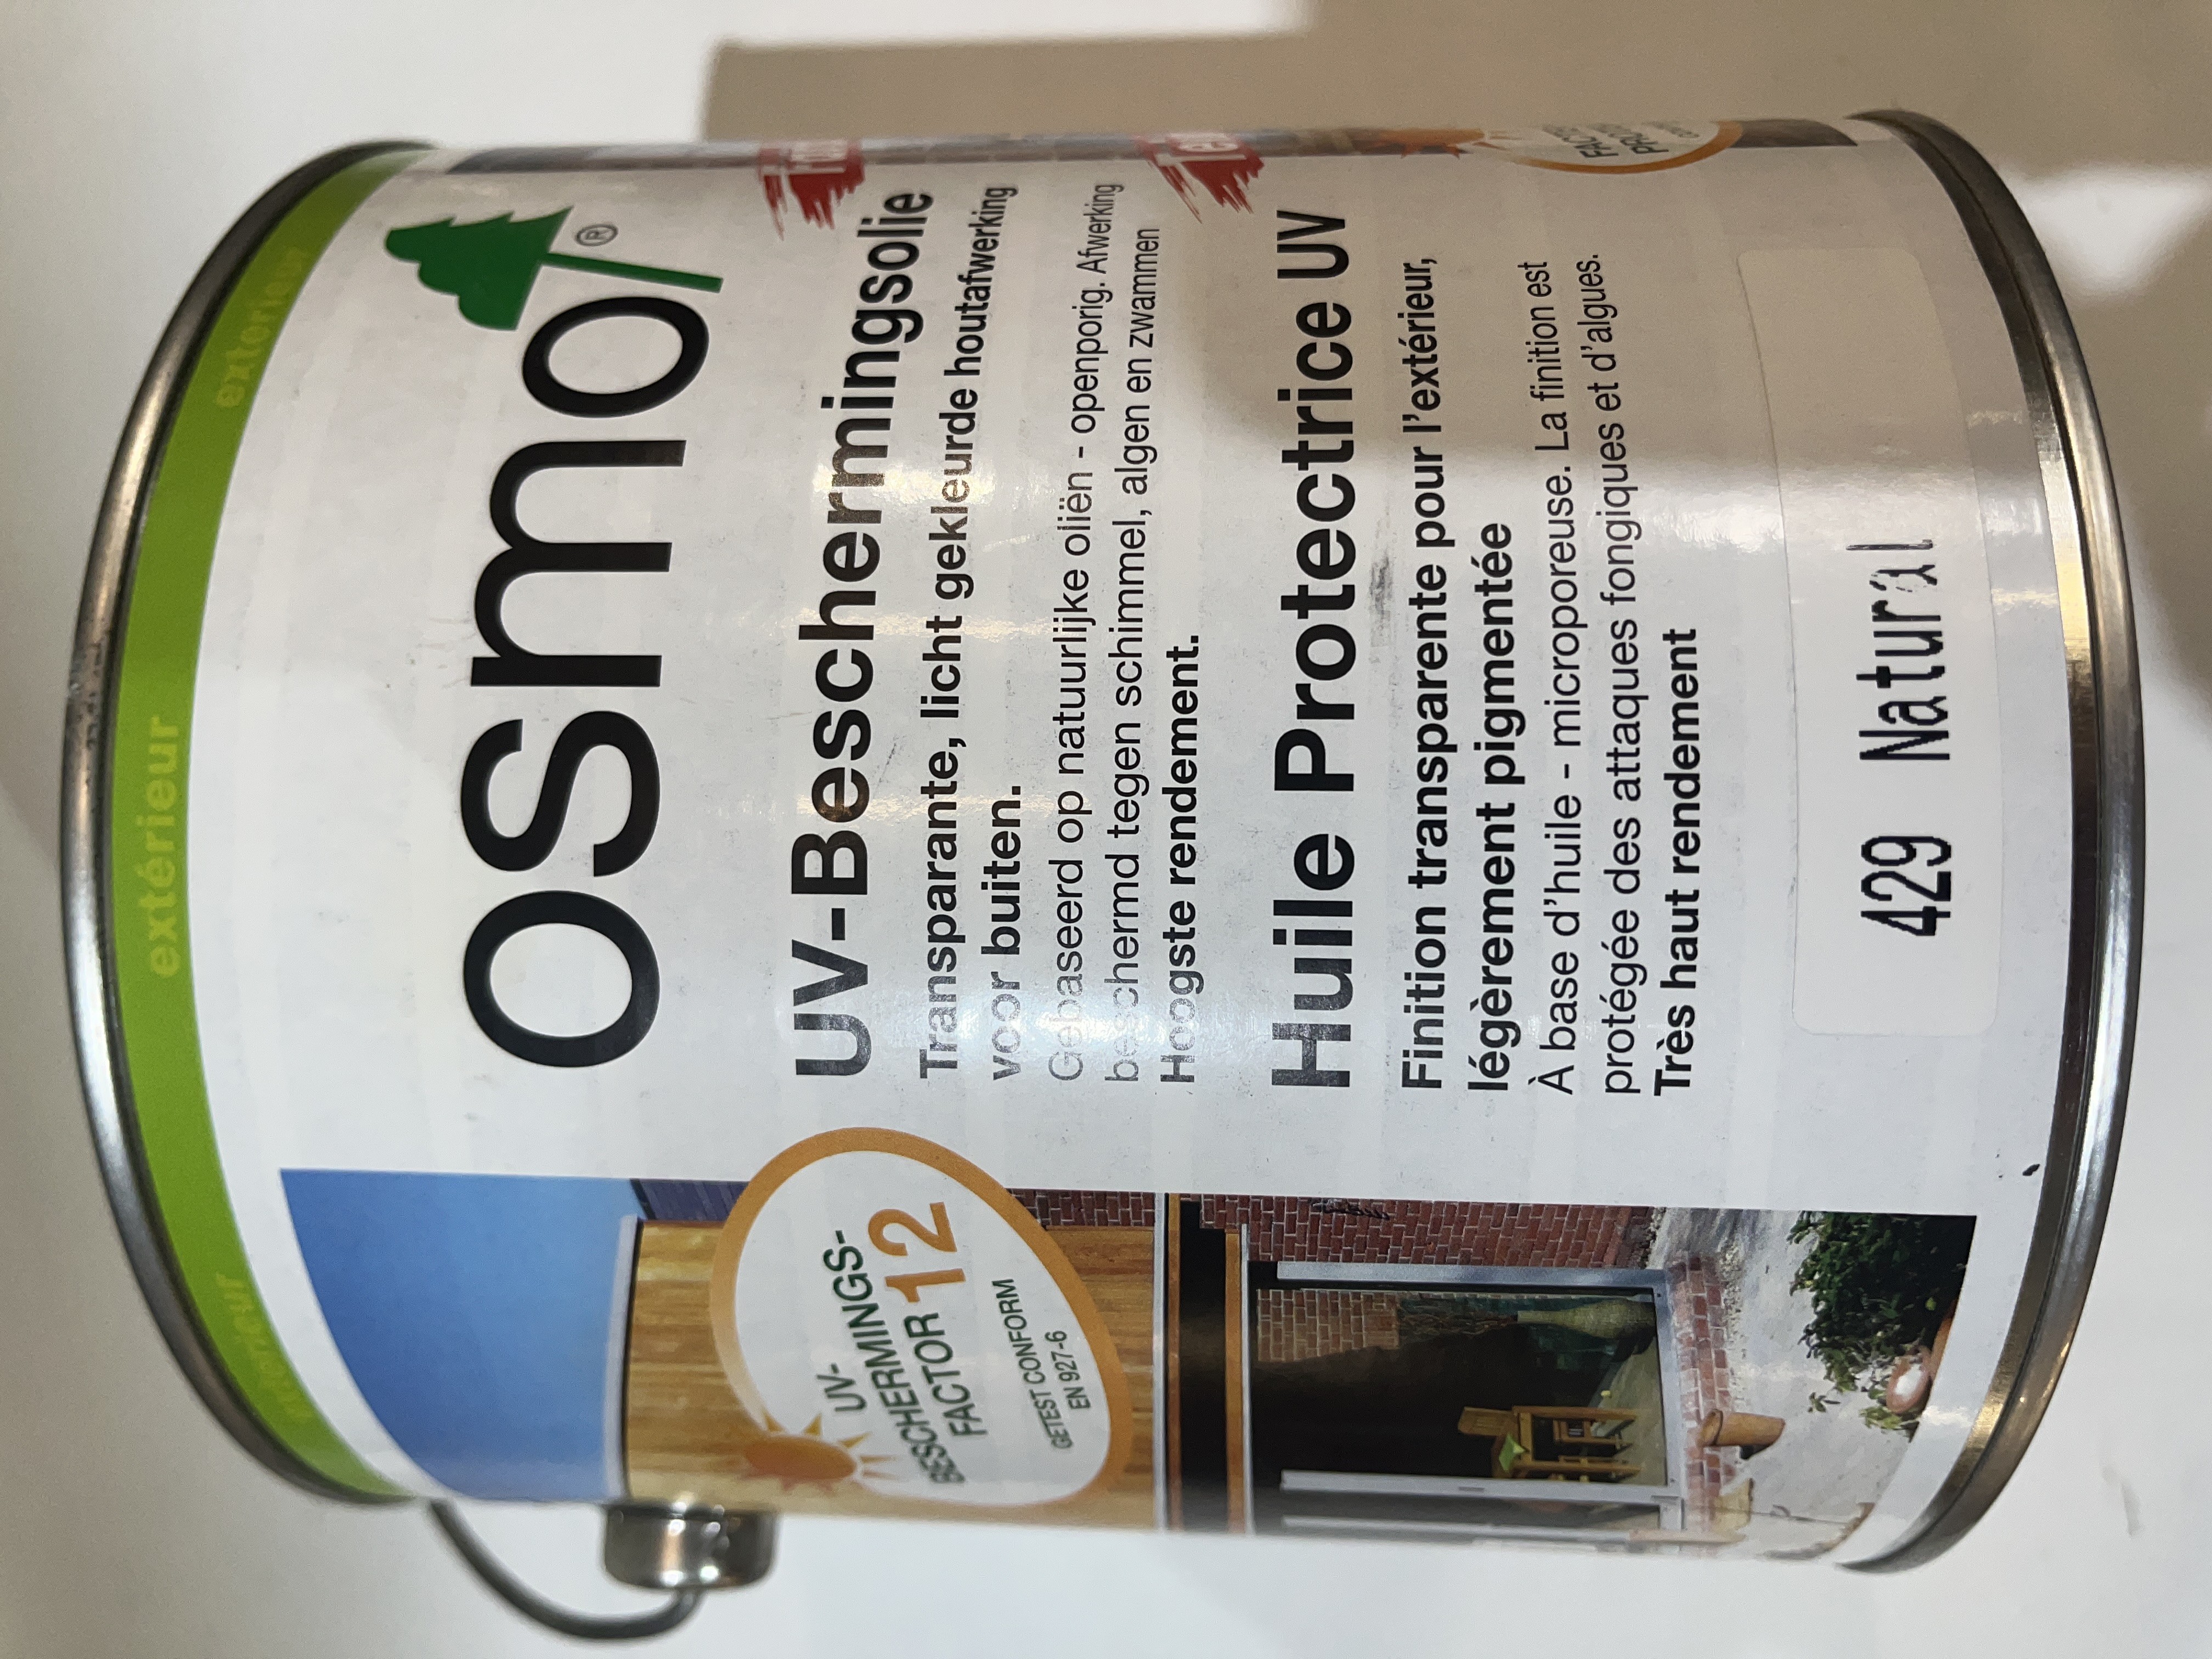 extérieur
extérieur
osmo®
UV-Beschermingsolie
Transparante, licht gekleurde houtafwerking
voor buiten.
Gebaseerd op natuurlijke oliën - openporig. Afwerking
beschermd tegen schimmel, algen en zwammen
Hoogste rendement.
Huile Protectrice UV
Finition transparente pour l'extérieur,
légèrement pigmentée
À base d'huile - microporeuse. La finition est
protégée des attaques fongiques et d'algues.
Très haut rendement
429 Natural
UV-
BESCHERMINGS-
FACTOR 12
GETEST CONFORM
EN 927-6